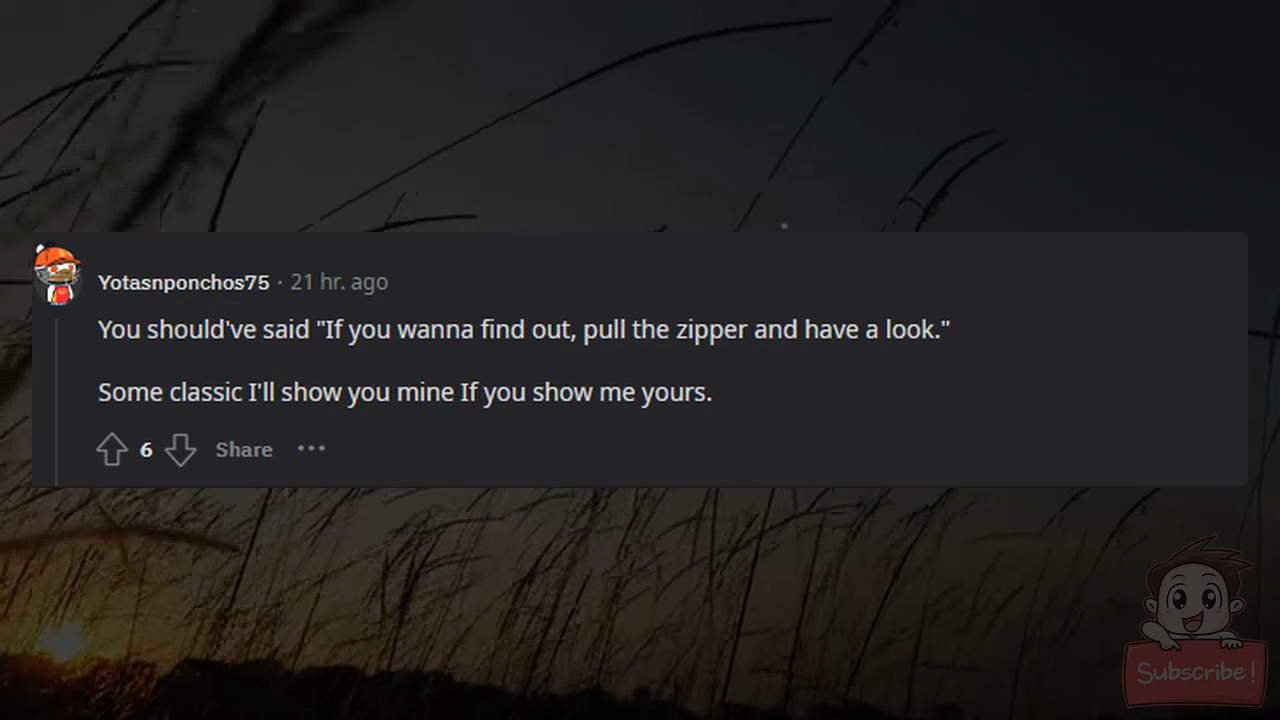 Yotasnponchos75 · 21 hr. ago
You should've said "If you wanna find out, pull the zipper and have a look."
Some classic I'll show you mine If you show me yours.
6 Share ···
Subscribe!